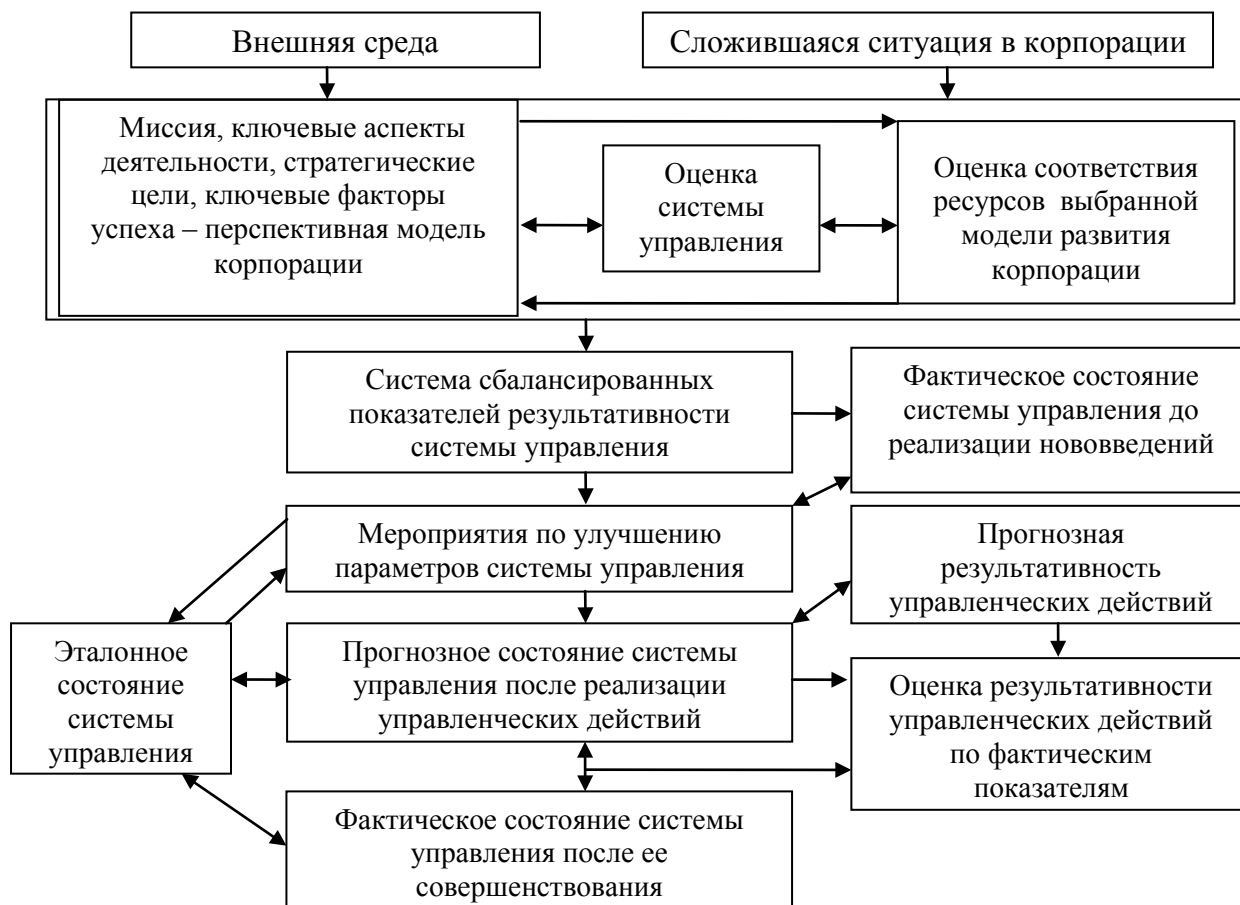 Внешняя среда
Сложившаяся ситуация в корпорации
Миссия, ключевые аспекты
деятельности, стратегические
цели, ключевые факторы
успеха – перспективная модель
корпорации
Оценка
системы
управления
Оценка соответствия
ресурсов выбранной
модели развития
корпорации
Система сбалансированных
показателей результативности
системы управления
Фактическое состояние
системы управления до
реализации нововведений
Мероприятия по улучшению
параметров системы управления
Прогнозная
результативность
управленческих действий
Эталонное
состояние
системы
управления
Прогнозное состояние системы
управления после реализации
управленческих действий
Оценка результативности
управленческих действий
по фактическим
показателям
Фактическое состояние системы
управления после ее
совершенствования